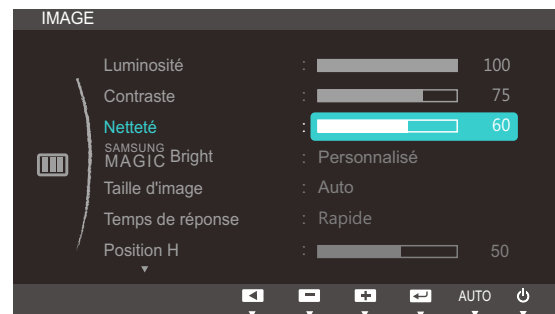 IMAGE
Luminosité : 100
Contraste : 75
Netteté : 60
SAMSUNG MAGIC Bright : Personnalisé
Taille d'image : Auto
Temps de réponse : Rapide
Position H : 50
AUTO